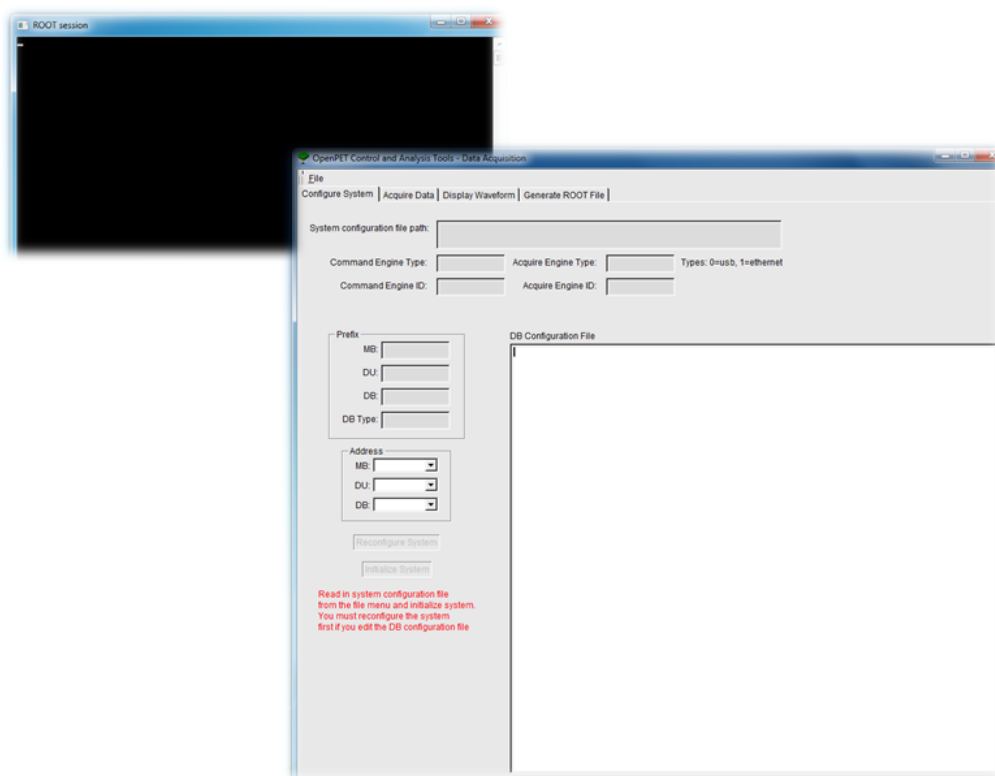 ROOT session
OpenPET Control and Analysis Tools - Data Acquisition
File
Configure System Acquire Data Display Waveform Generate ROOT File
System configuration file path:
Command Engine Type: Acquire Engine Type: Types: 0=usb, 1=ethernet
Command Engine ID: Acquire Engine ID:
Prefix DB Configuration File
MB:
DU:
DB:
DB Type:
Address
MB:
DU:
DB:
Reconfigure System
Initialize System
Read in system configuration file
from the file menu and initialize system.
You must reconfigure the system
first if you edit the DB configuration file